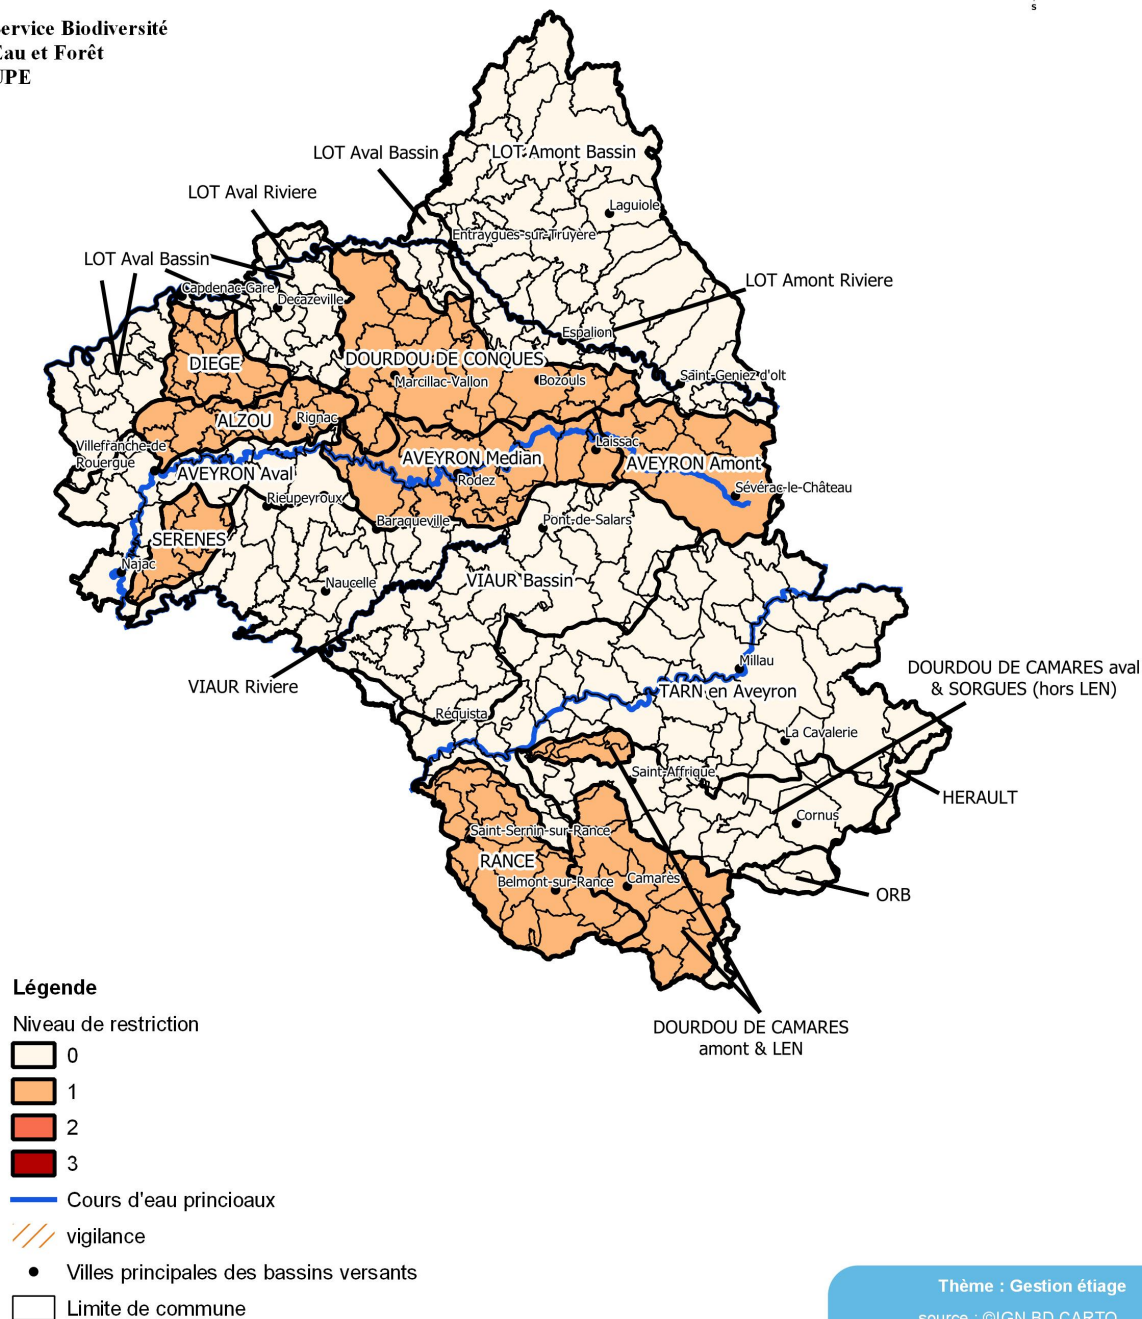 s
Service Biodiversité
Eau et Forêt
UPE
LOT Aval Bassin
LOT Amont Bassin
LOT Aval Riviere
Laguiole
Entraygues-sur-Truyère
LOT Aval Bassin
LOT Amont Riviere
Capdenac-Gare
Decazeville
Espalion
DIEGE
DOURDOU DE CONQUES
Saint-Geniez d'olt
Marcillac-Vallon
Bozouls
ALZOU
Rignac
Laissac
Villefranche-de
Rouergue
AVEYRON Aval
AVEYRON Median
AVEYRON Amont
Rodez
Sévérac-le-Château
Rieupeyroux
Baraqueville
Pont-de-Salars
SERENES
Najac
Naucelle
VIAUR Bassin
Millau
DOURDOU DE CAMARES aval
& SORGUES (hors LEN)
VIAUR Riviere
TARN en Aveyron
Réquista
La Cavalerie
Saint-Affrique
HERAULT
Cornus
Saint-Sernin-sur-Rance
RANCE
Belmont-sur-Rance
Camarès
ORB
DOURDOU DE CAMARES
amont & LEN
Légende
Niveau de restriction
0
1
2
3
Cours d'eau princioaux
vigilance
Villes principales des bassins versants
Limite de commune
Thème : Gestion étiage
source : ©IGN BD CARTO